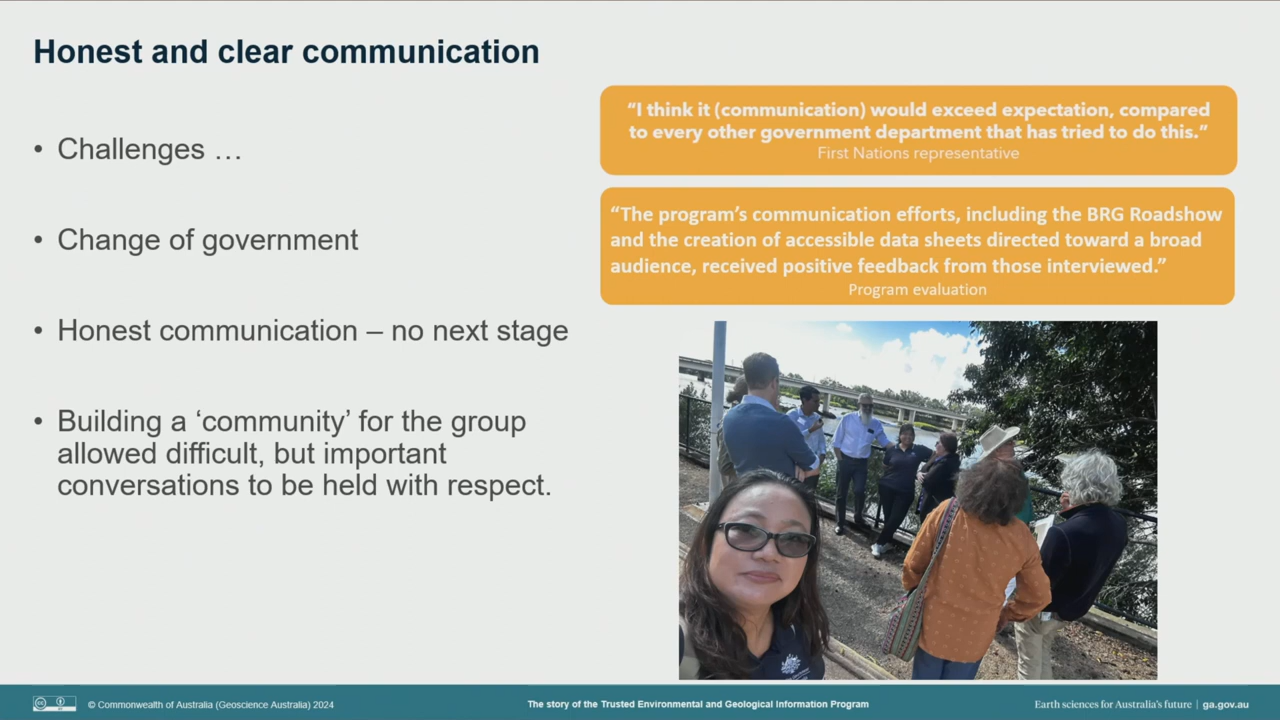 Honest and clear communication
• Challenges …
• Change of government
• Honest communication – no next stage
• Building a ‘community’ for the group
allowed difficult, but important
conversations to be held with respect.
“I think it (communication) would exceed expectation, compared
to every other government department that has tried to do this.”
First Nations representative
“The program’s communication efforts, including the BRG Roadshow
and the creation of accessible data sheets directed toward a broad
audience, received positive feedback from those interviewed.”
Program evaluation
© Commonwealth of Australia (Geoscience Australia) 2024
The story of the Trusted Environmental and Geological Information Program
Earth sciences for Australia’s future | ga.gov.au